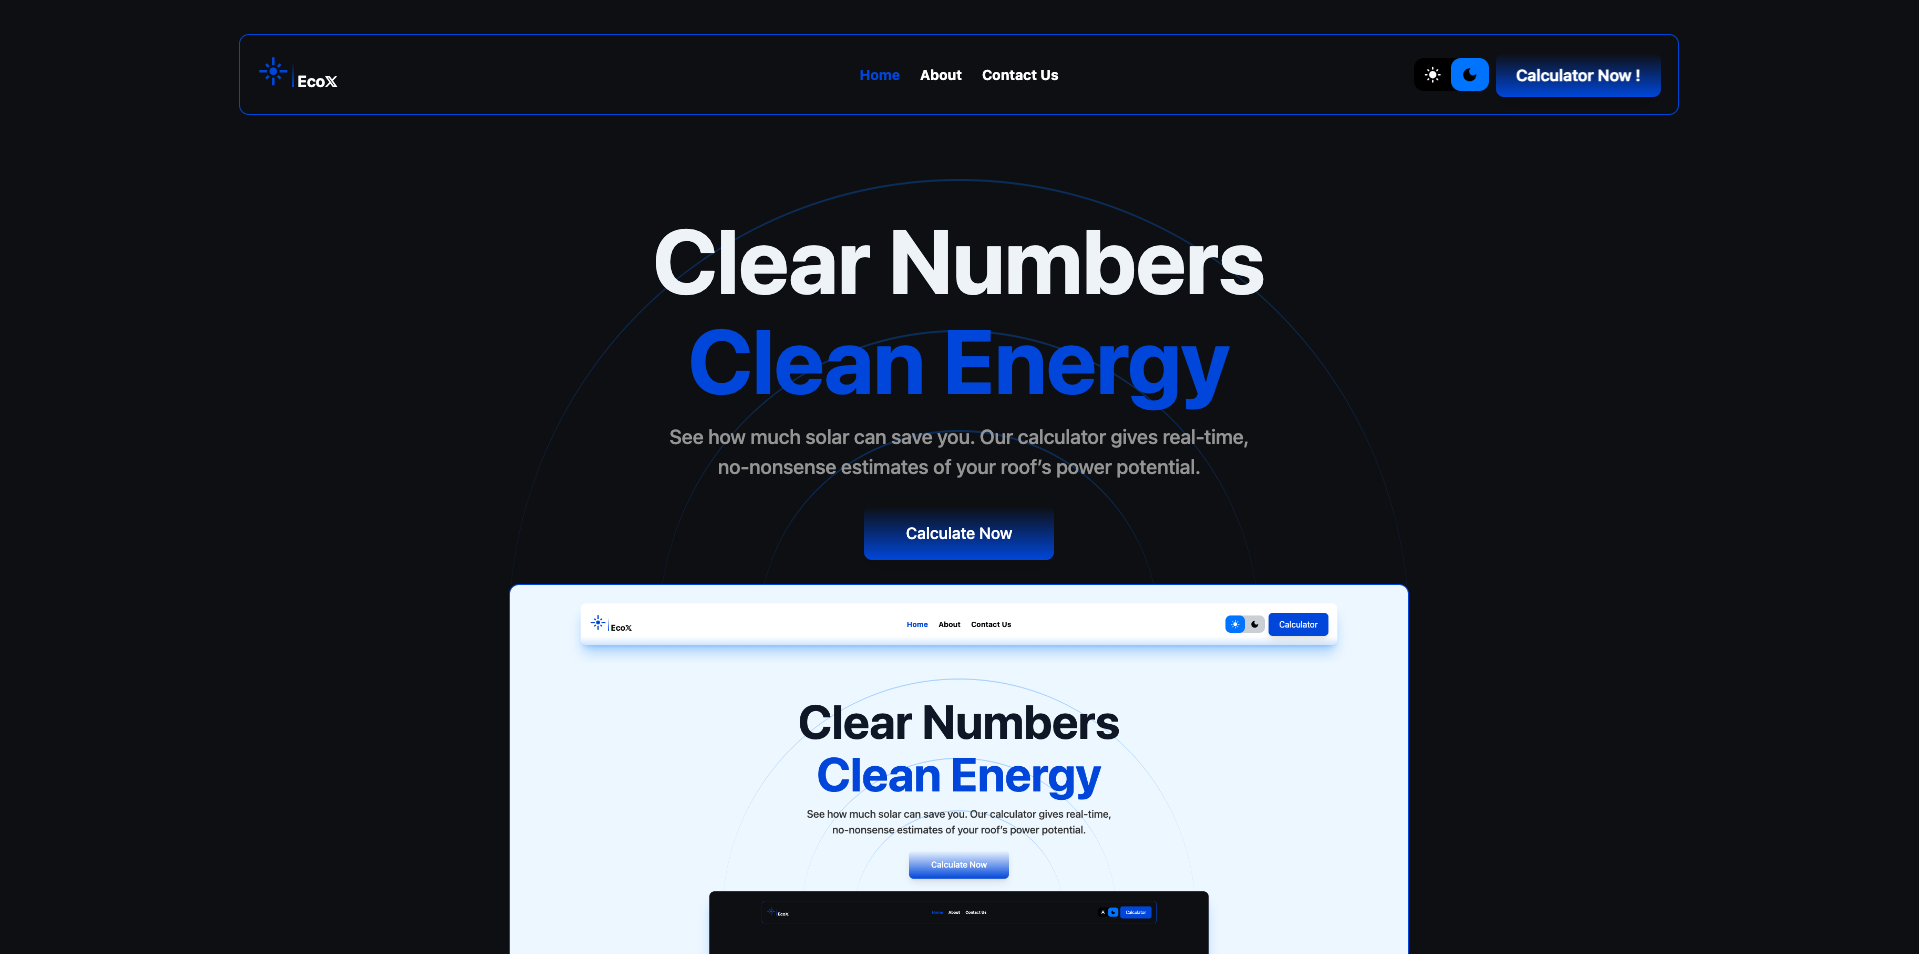 Eco𝕏
Home About Contact Us
Calculator Now !
Clear Numbers
Clean Energy
See how much solar can save you. Our calculator gives real-time,
no-nonsense estimates of your roof’s power potential.
Calculate Now
Eco𝕏
Home About Contact Us
Calculator
Clear Numbers
Clean Energy
See how much solar can save you. Our calculator gives real-time,
no-nonsense estimates of your roof’s power potential.
Calculate Now
Eco𝕏
Home About Contact Us
Calculator